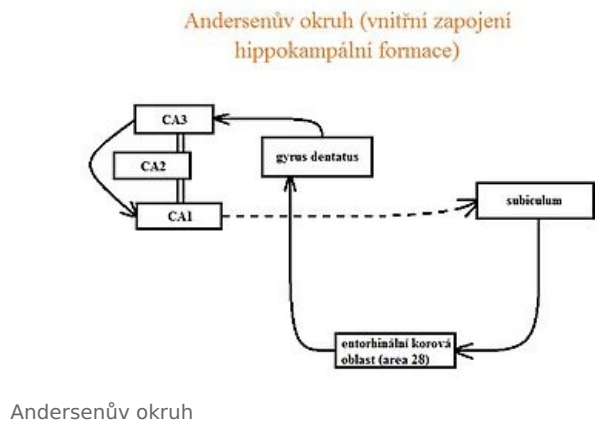 Andersenův okruh (vnitřní zapojení
hippokampální formace)
CA3
CA2
CA1
gyrus dentatus
subiculum
entorhinální korová
oblast (area 28)
Andersenův okruh